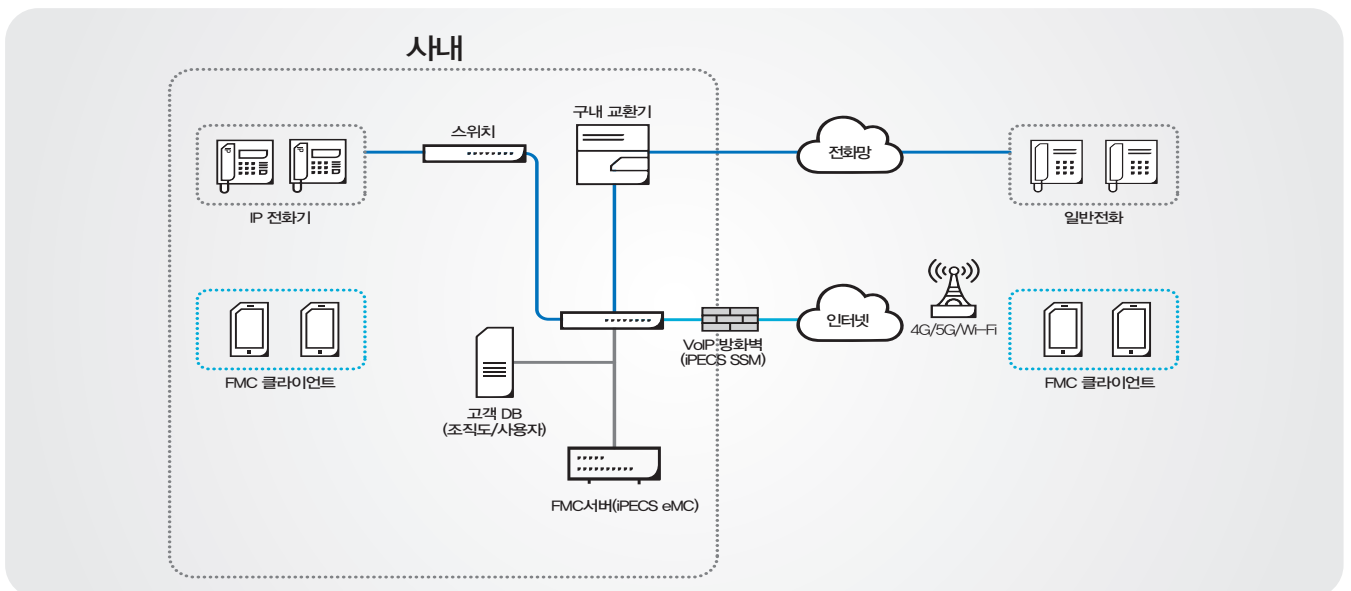 사내
구내 교환기
스위치
전화망
IP 전화기
일반전화
인터넷
4G/5G/Wi-Fi
VoIP 방화벽
(iPECS SSM)
FMC 클라이언트
FMC 클라이언트
고객 DB
(조직도/사용자)
FMC서버(iPECS eMC)